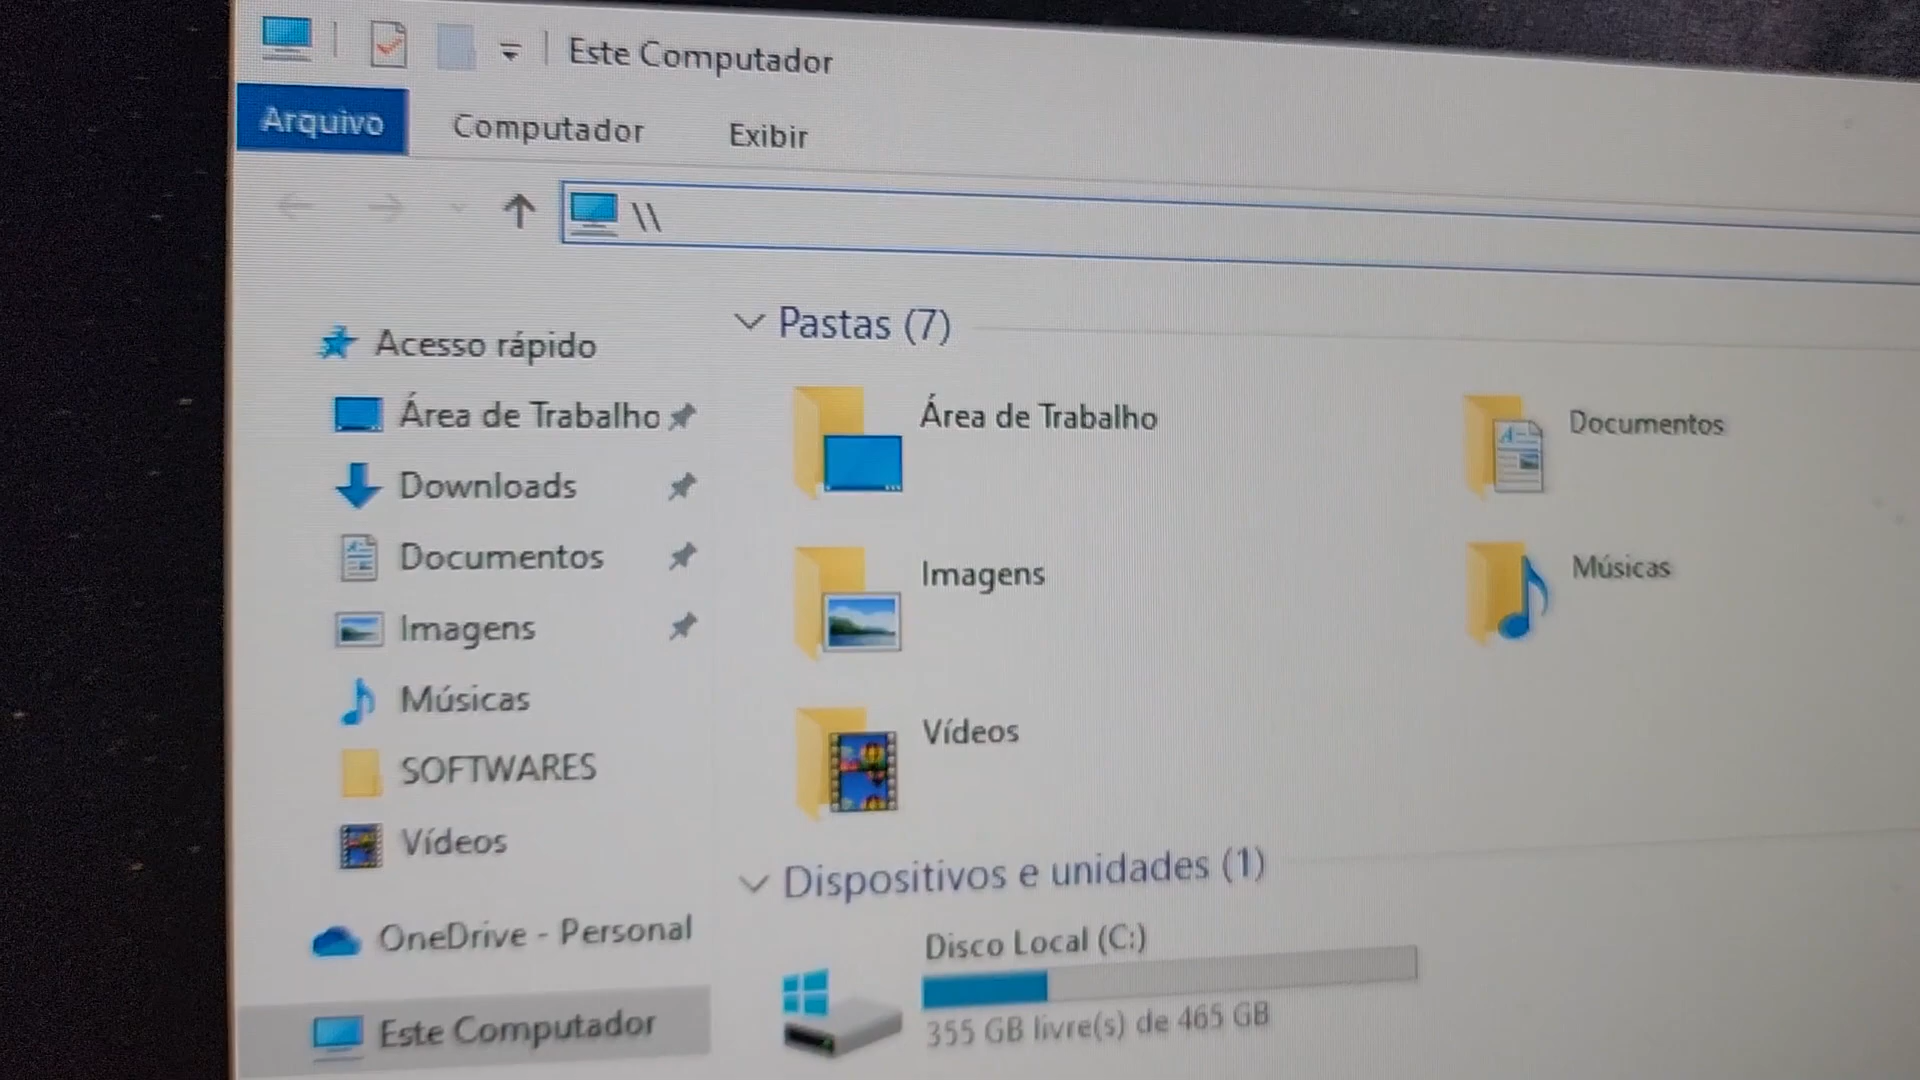 Este Computador
Arquivo Computador Exibir
\\
Acesso rápido
Área de Trabalho
Downloads
Documentos
Imagens
Músicas
SOFTWARES
Vídeos
OneDrive - Personal
Este Computador
Pastas (7)
Área de Trabalho
Documentos
Imagens
Músicas
Vídeos
Dispositivos e unidades (1)
Disco Local (C:)
355 GB livre(s) de 465 GB